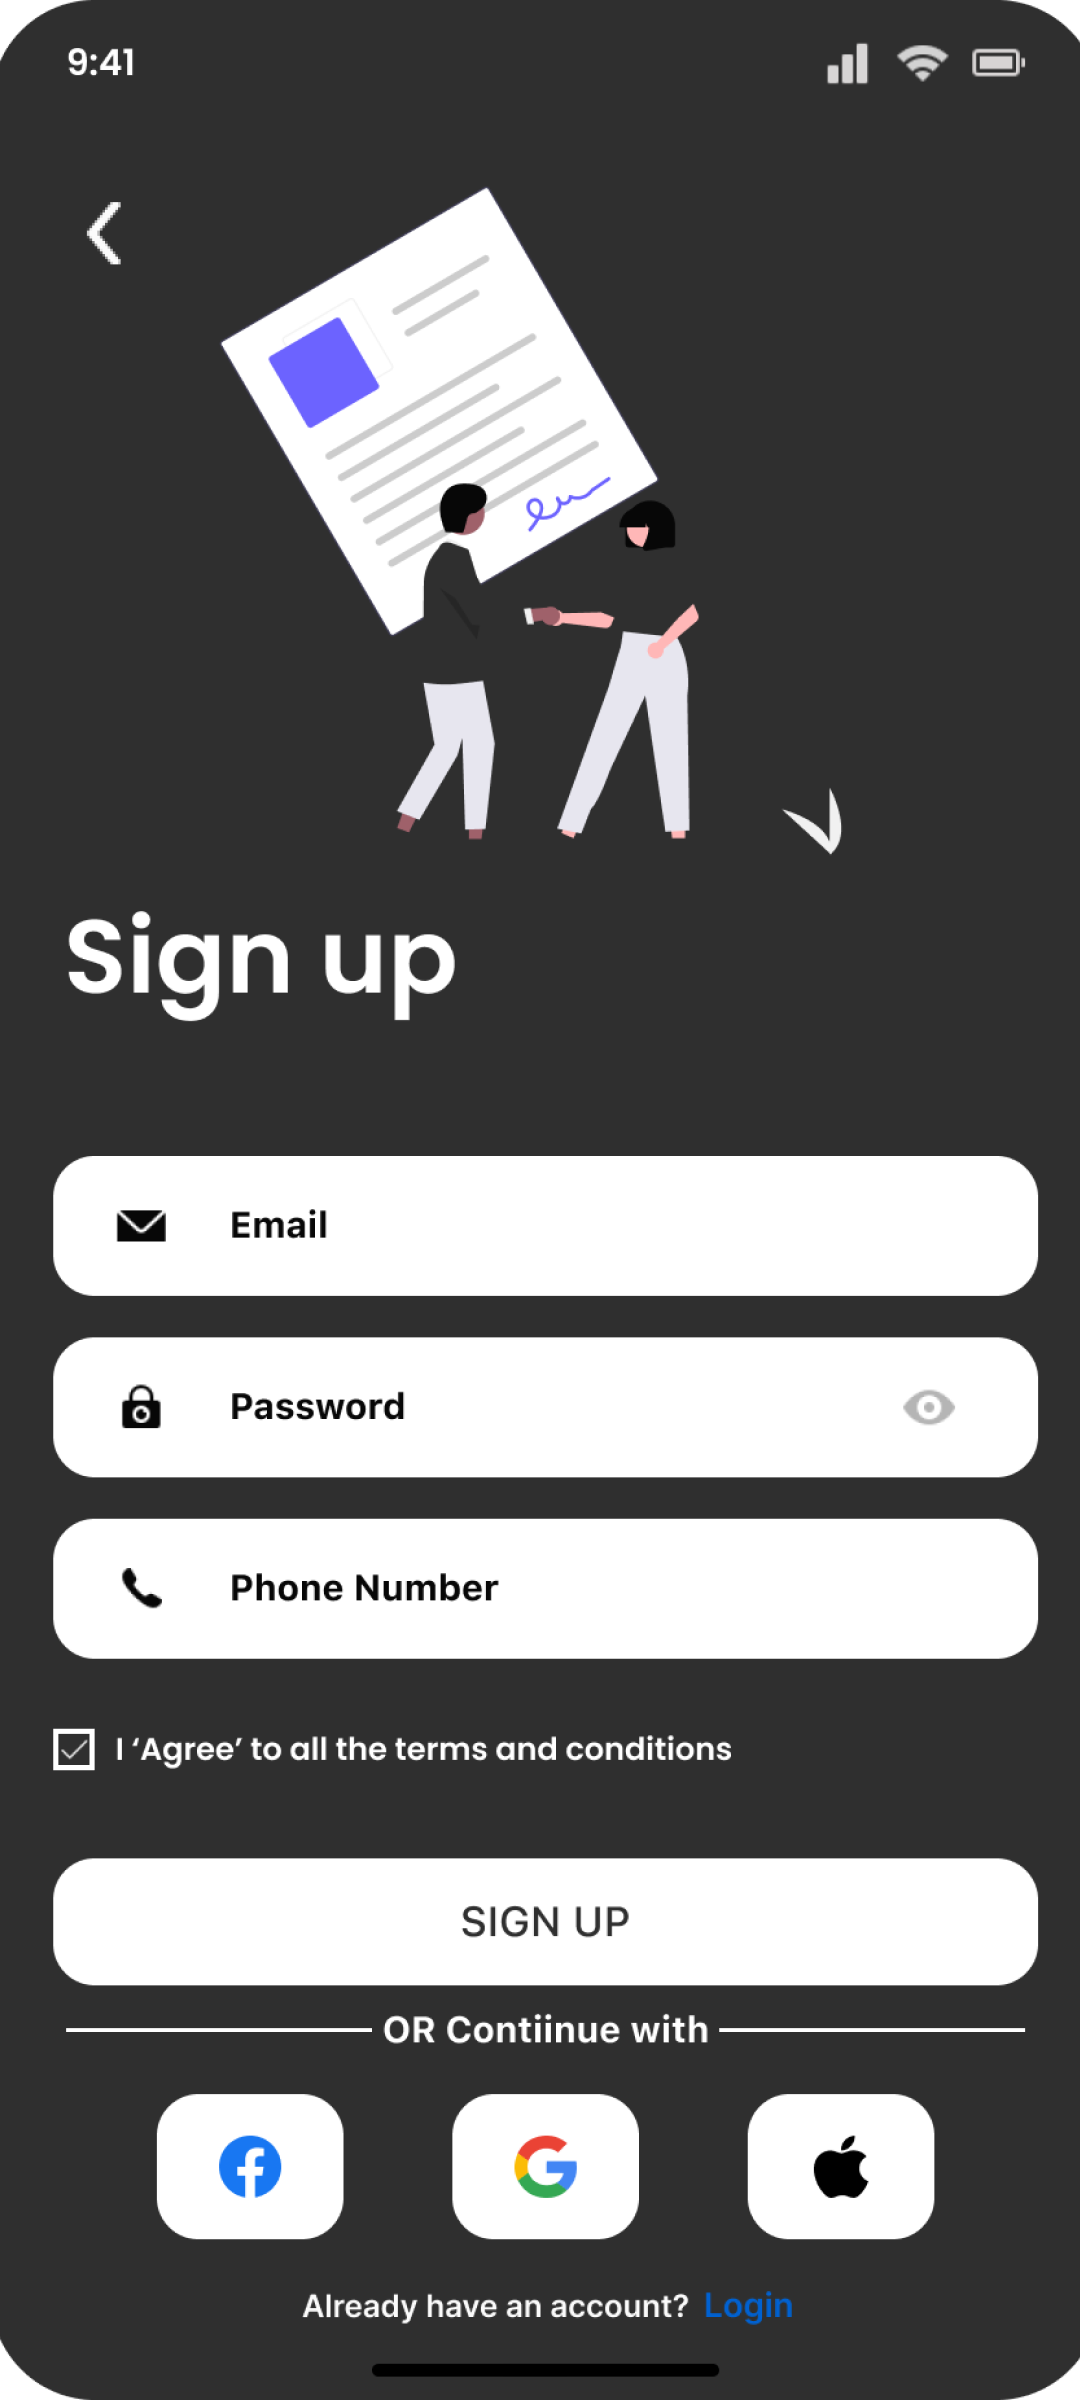 9:41
Sign up
Email
Password
Phone Number
I ‘Agree’ to all the terms and conditions
SIGN UP
OR Contiinue with
Already have an account? Login